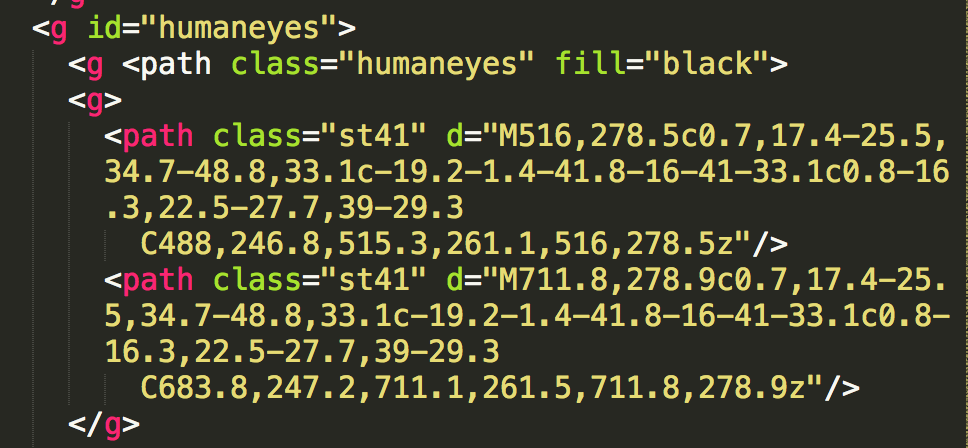 </g
<g id="humaneyes">
<g <path class="humaneyes" fill="black">
<g>
<path class="st41" d="M516,278.5c0.7,17.4-25.5,
34.7-48.8,33.1c-19.2-1.4-41.8-16-41-33.1c0.8-16
.3,22.5-27.7,39-29.3
C488,246.8,515.3,261.1,516,278.5z"/>
<path class="st41" d="M711.8,278.9c0.7,17.4-25.
5,34.7-48.8,33.1c-19.2-1.4-41.8-16-41-33.1c0.8-
16.3,22.5-27.7,39-29.3
C683.8,247.2,711.1,261.5,711.8,278.9z"/>
</g>